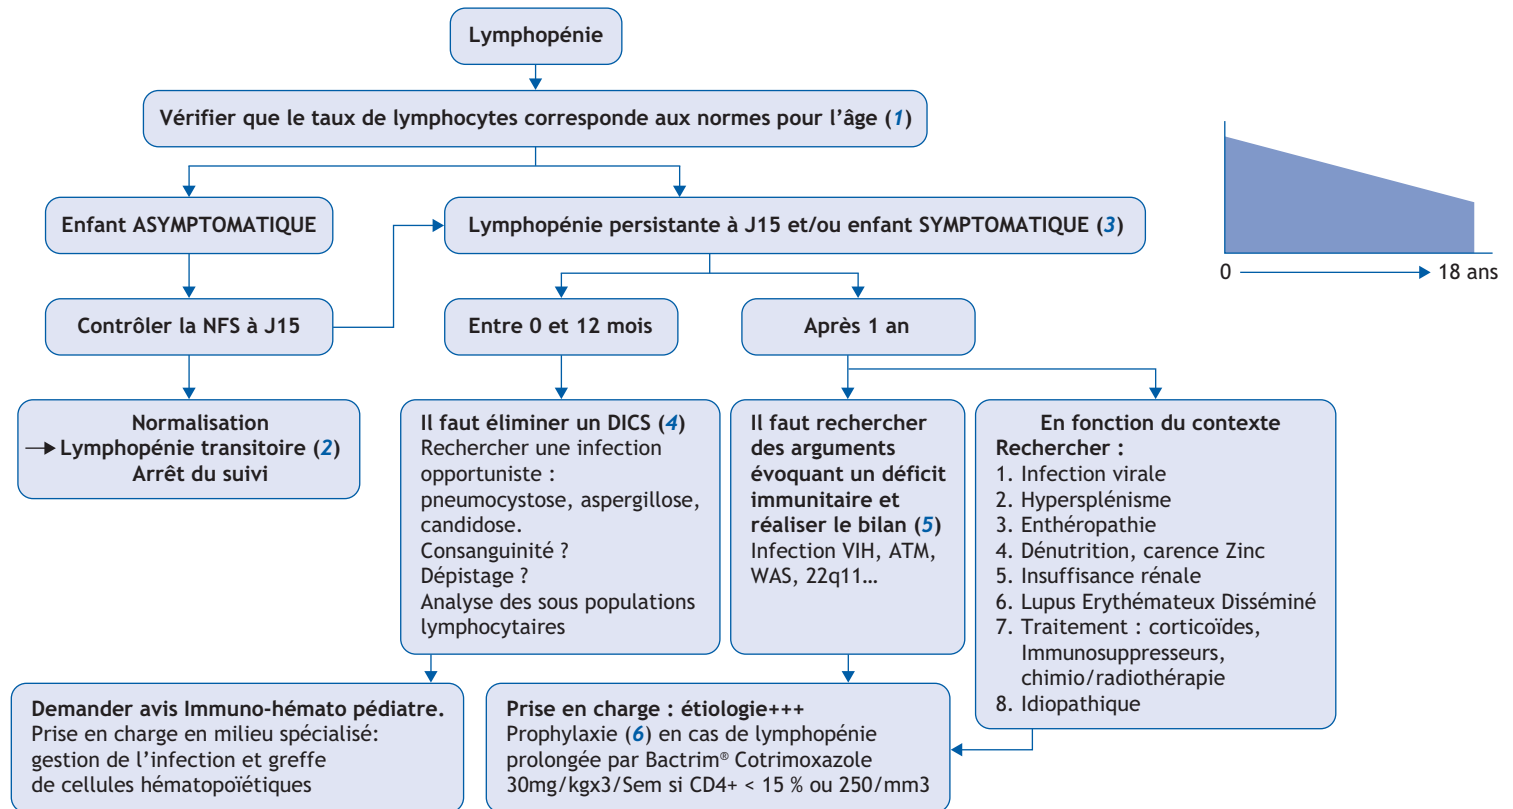 Lymphopénie
Vérifier que le taux de lymphocytes corresponde aux normes pour l'âge (1)
Enfant ASYMPTOMATIQUE
Lymphopénie persistante à J15 et/ou enfant SYMPTOMATIQUE (3)
0
18 ans
Contrôler la NFS à J15
Entre 0 et 12 mois
Après 1 an
Normalisation
Lymphopénie transitoire (2)
Arrêt du suivi
Il faut éliminer un DICS (4)
Rechercher une infection
opportuniste :
pneumocystose, aspergillose,
candidose.
Consanguinité ?
Dépistage ?
Analyse des sous populations
lymphocytaires
Il faut rechercher
des arguments
évoquant un déficit
immunitaire et
réaliser le bilan (5)
Infection VIH, ATM,
WAS, 22q11…
En fonction du contexte
Rechercher :
1. Infection virale
2. Hypersplénisme
3. Enthéropathie
4. Dénutrition, carence Zinc
5. Insuffisance rénale
6. Lupus Erythémateux Disséminé
7. Traitement : corticoïdes,
Immunosuppresseurs,
chimio/radiothérapie
8. Idiopathique
Demander avis Immuno-hémato pédiatre.
Prise en charge en milieu spécialisé:
gestion de l'infection et greffe
de cellules hématopoïétiques
Prise en charge : étiologie+++
Prophylaxie (6) en cas de lymphopénie
prolongée par Bactrim® Cotrimoxazole
30mg/kgx3/Sem si CD4+ < 15 % ou 250/mm3